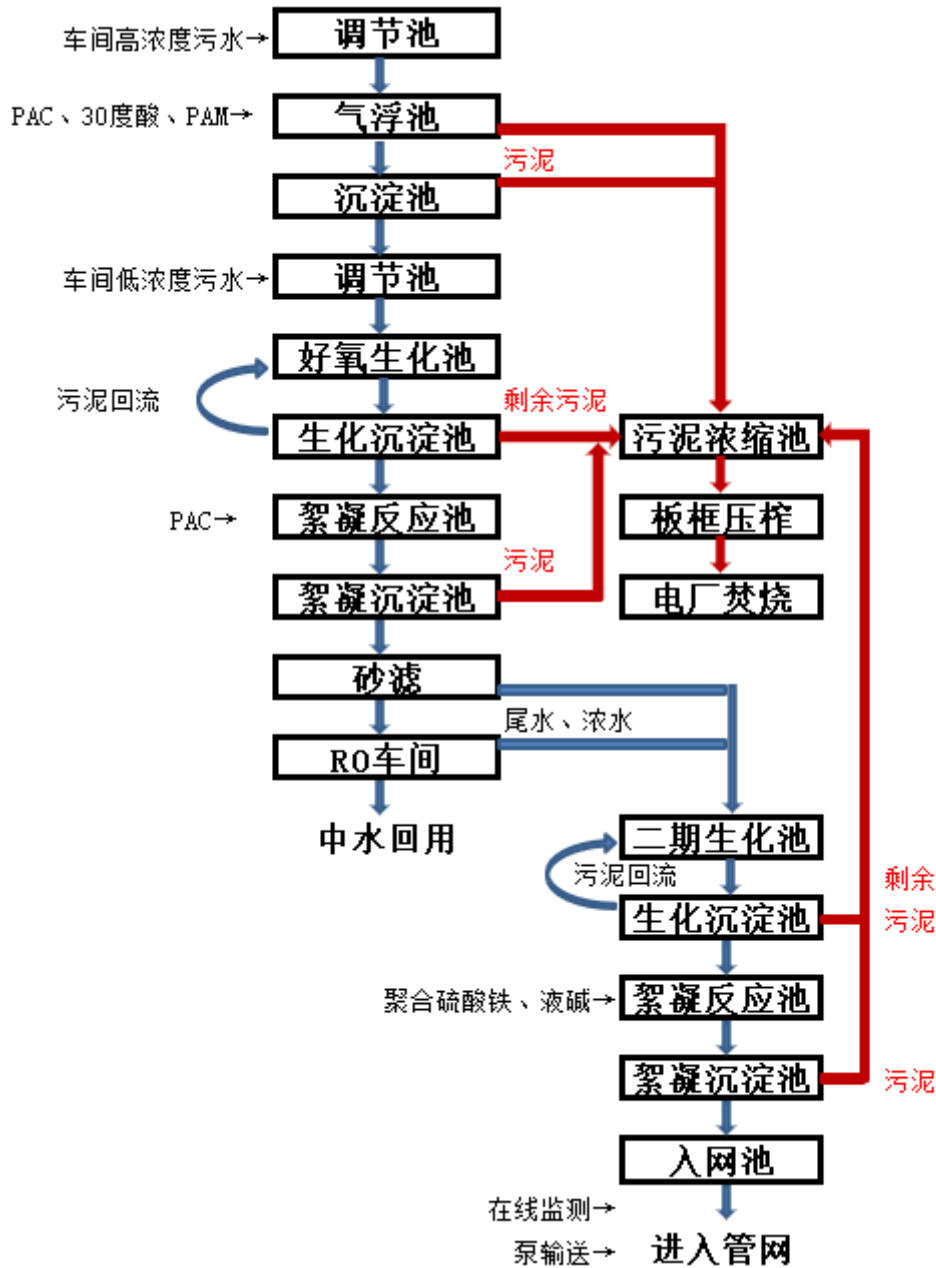 车间高浓度污水→
调节池
PAC、30度酸、PAM→
气浮池
污泥
沉淀池
车间低浓度污水→
调节池
好氧生化池
污泥回流
剩余污泥
生化沉淀池
污泥浓缩池
PAC→
絮凝反应池
板框压榨
污泥
絮凝沉淀池
电厂焚烧
砂滤
尾水、浓水
RO车间
中水回用
二期生化池
污泥回流
剩余
生化沉淀池
污泥
聚合硫酸铁、液碱→
絮凝反应池
絮凝沉淀池
污泥
入网池
在线监测→
泵输送→
进入管网